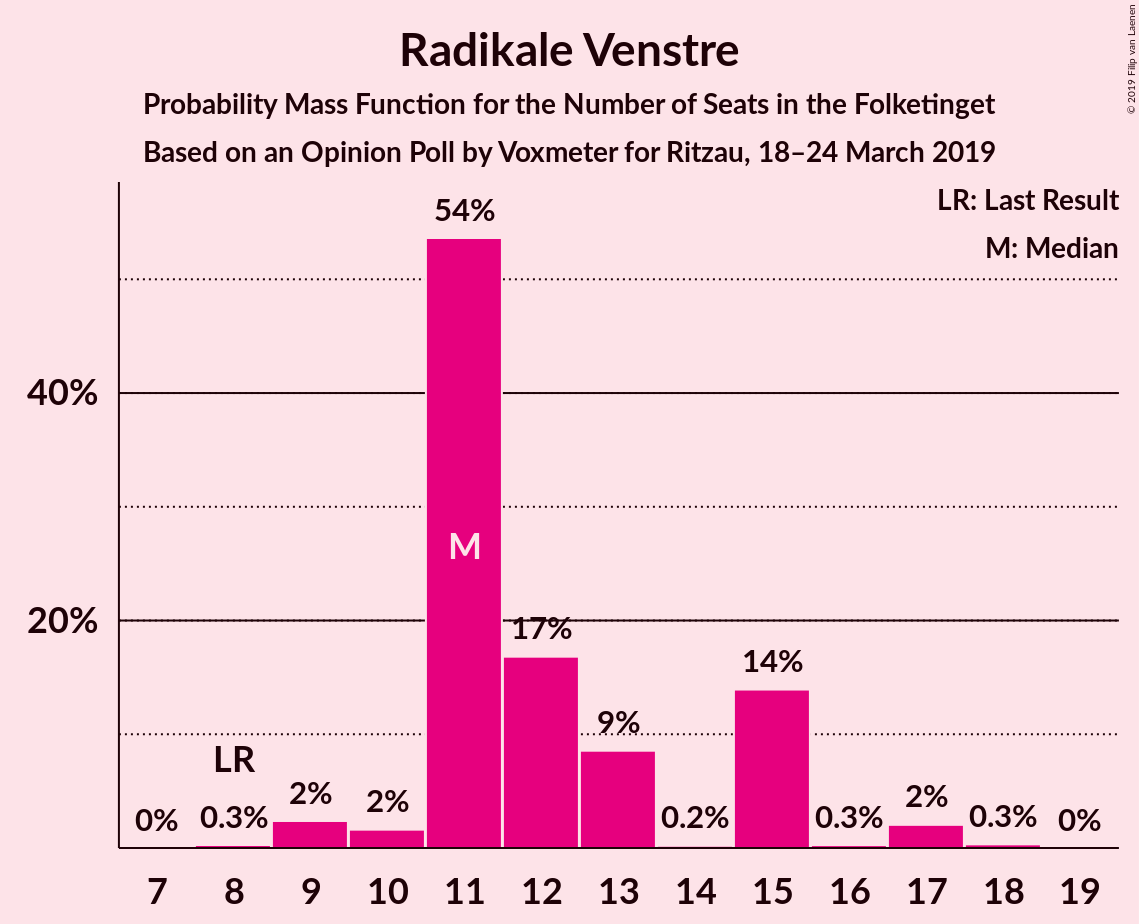 Radikale Venstre
Probability Mass Function for the Number of Seats in the Folketinget
Based on an Opinion Poll by Voxmeter for Ritzau, 18–24 March 2019
© 2019 Filip van Laenen
LR: Last Result
M: Median
54%
40%
M
20%
17%
14%
9%
LR
0%
0.3%
2%
2%
0.2%
0.3%
2%
0.3%
0%
7 8 9 10 11 12 13 14 15 16 17 18 19